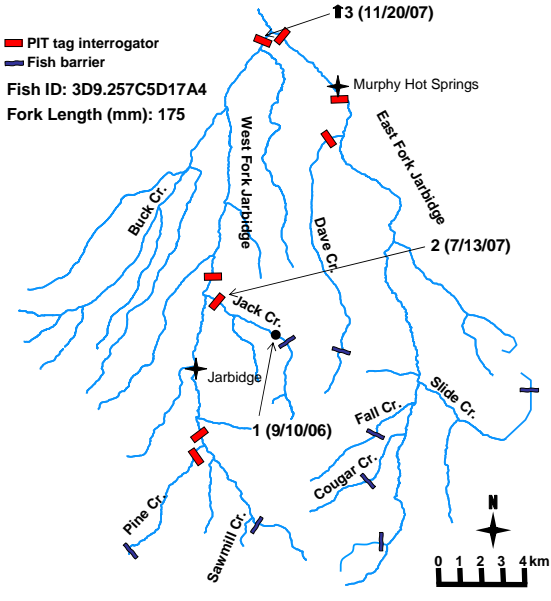 ⬆3 (11/20/07)
PIT tag interrogator
Fish barrier
Fish ID: 3D9.257C5D17A4
Fork Length (mm): 175
Murphy Hot Springs
West Fork Jarbidge
East Fork Jarbidge
Buck Cr.
Dave Cr.
2 (7/13/07)
Jack Cr.
Jarbidge
1 (9/10/06)
Slide Cr.
Fall Cr.
Cougar Cr.
Pine Cr.
Sawmill Cr.
N
0 1 2 3 4 km